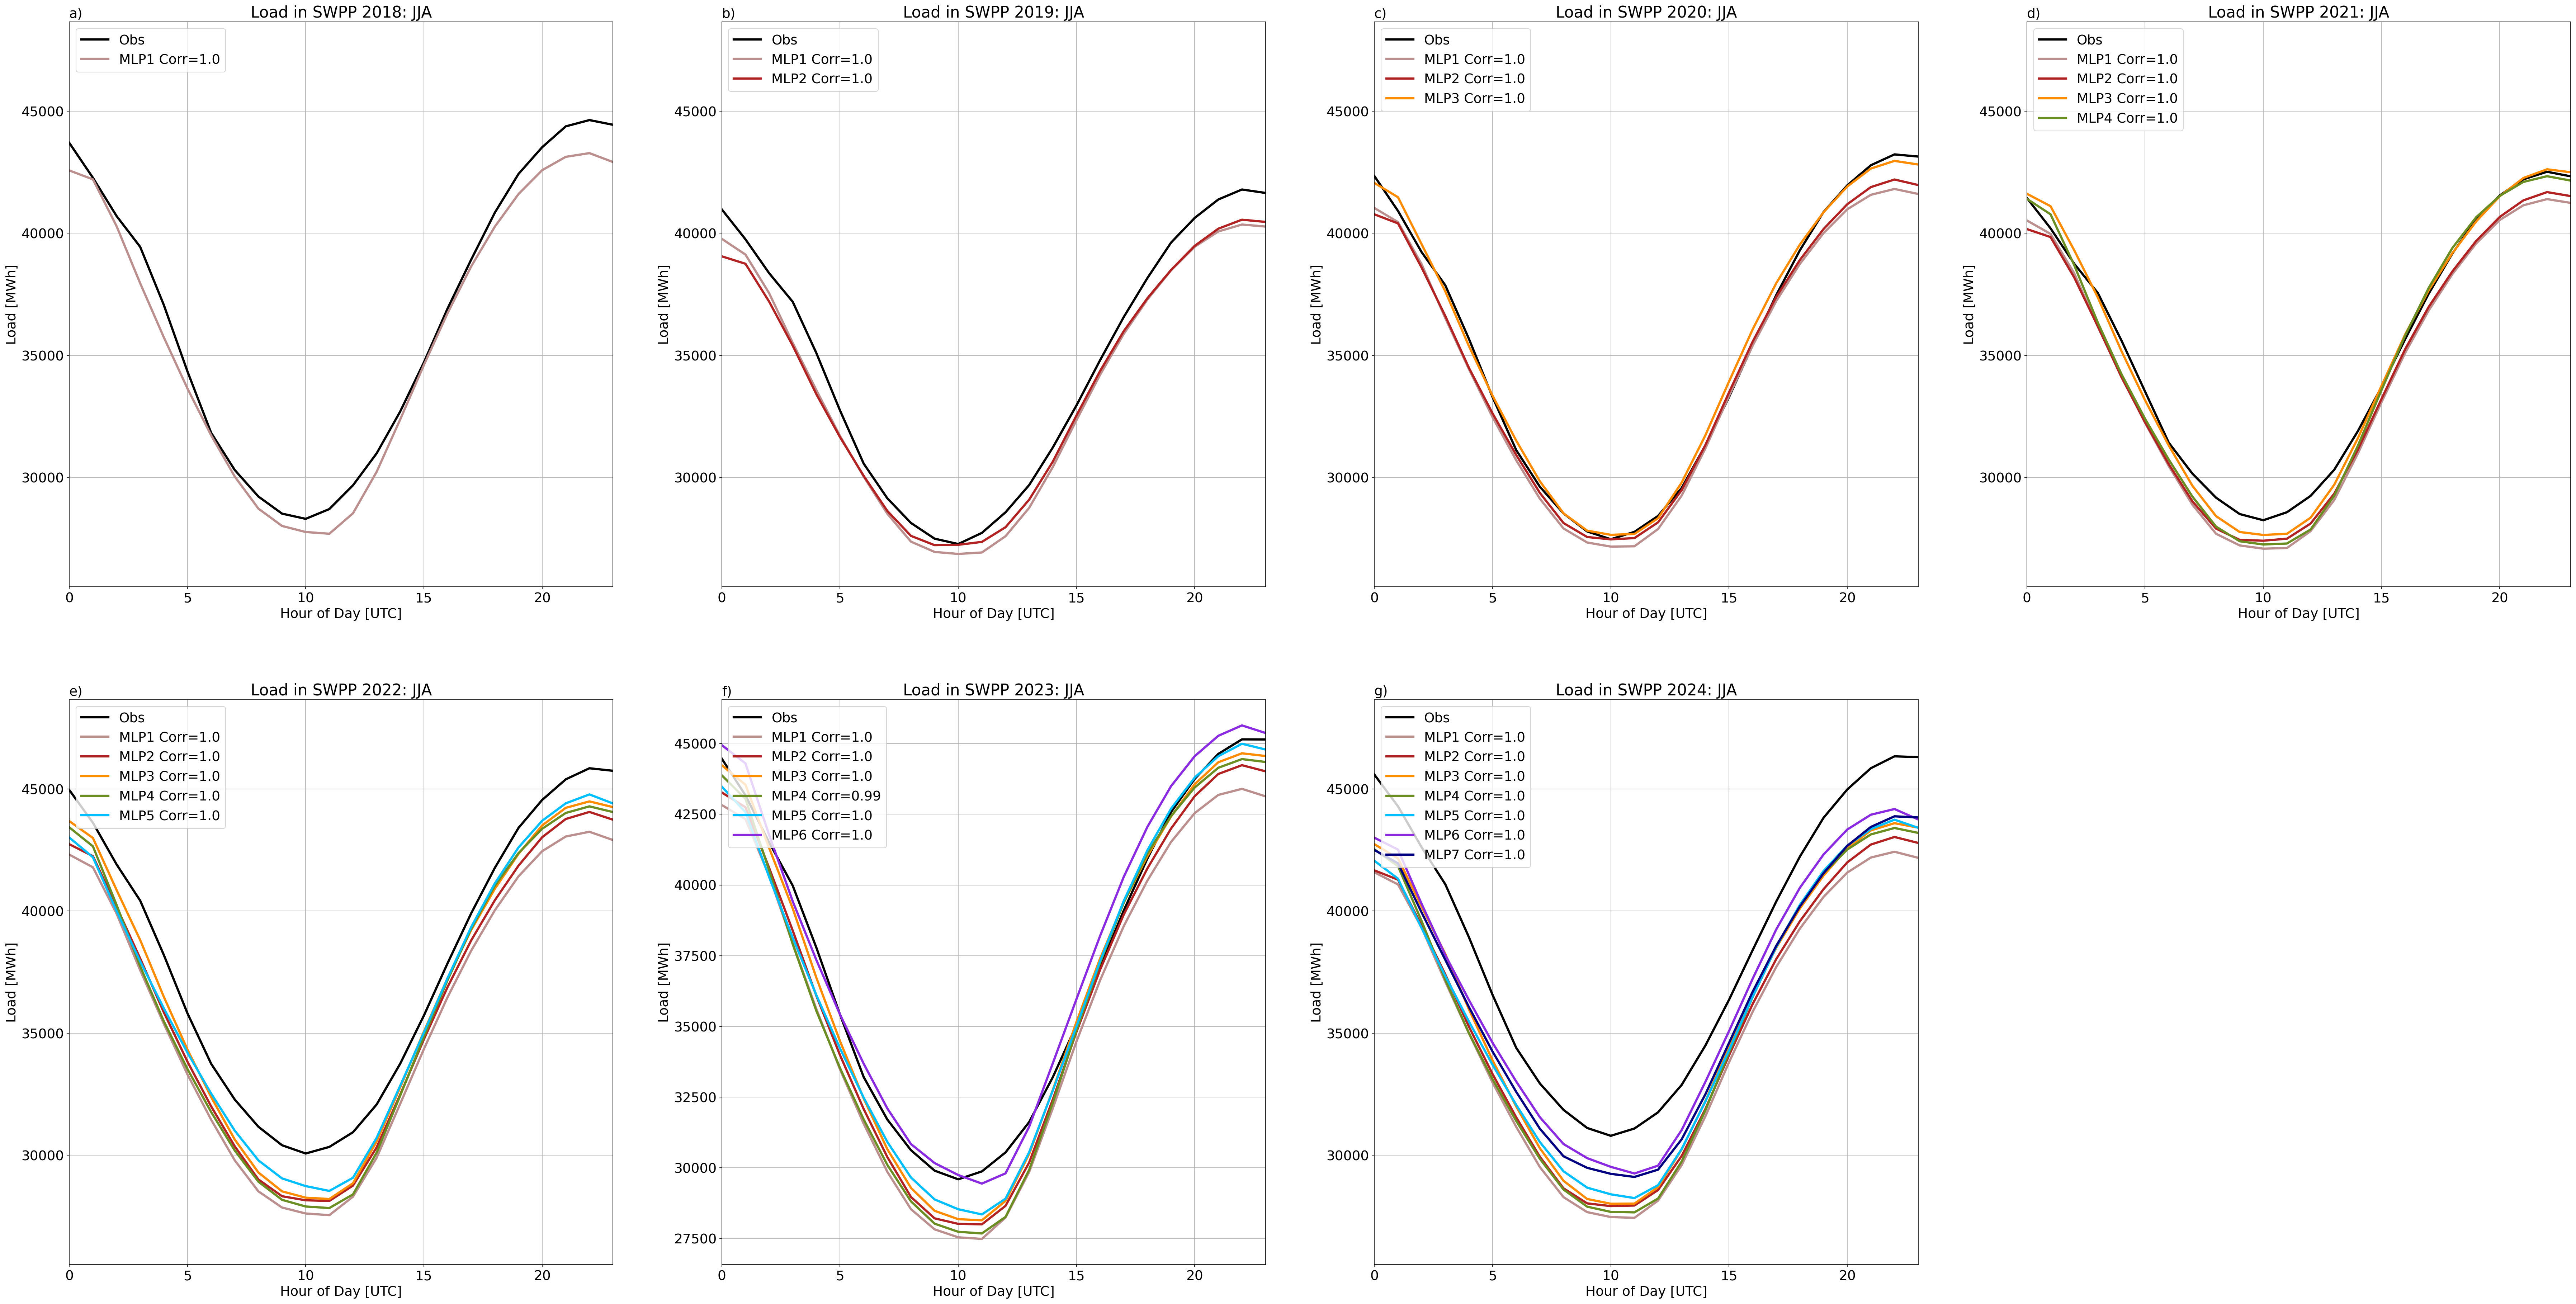 a) Load in SWPP 2018: JJA
Obs
MLP1 Corr=1.0
45000
40000
35000
30000
Load [MWh]
0 5 10 15 20
Hour of Day [UTC]
b) Load in SWPP 2019: JJA
Obs
MLP1 Corr=1.0
MLP2 Corr=1.0
45000
40000
35000
30000
Load [MWh]
0 5 10 15 20
Hour of Day [UTC]
c) Load in SWPP 2020: JJA
Obs
MLP1 Corr=1.0
MLP2 Corr=1.0
MLP3 Corr=1.0
45000
40000
35000
30000
Load [MWh]
0 5 10 15 20
Hour of Day [UTC]
d) Load in SWPP 2021: JJA
Obs
MLP1 Corr=1.0
MLP2 Corr=1.0
MLP3 Corr=1.0
MLP4 Corr=1.0
45000
40000
35000
30000
Load [MWh]
0 5 10 15 20
Hour of Day [UTC]
e) Load in SWPP 2022: JJA
Obs
MLP1 Corr=1.0
MLP2 Corr=1.0
MLP3 Corr=1.0
MLP4 Corr=1.0
MLP5 Corr=1.0
45000
40000
35000
30000
Load [MWh]
0 5 10 15 20
Hour of Day [UTC]
f) Load in SWPP 2023: JJA
Obs
MLP1 Corr=1.0
MLP2 Corr=1.0
MLP3 Corr=1.0
MLP4 Corr=0.99
MLP5 Corr=1.0
MLP6 Corr=1.0
45000
42500
40000
37500
35000
32500
30000
27500
Load [MWh]
0 5 10 15 20
Hour of Day [UTC]
g) Load in SWPP 2024: JJA
Obs
MLP1 Corr=1.0
MLP2 Corr=1.0
MLP3 Corr=1.0
MLP4 Corr=1.0
MLP5 Corr=1.0
MLP6 Corr=1.0
MLP7 Corr=1.0
45000
40000
35000
30000
Load [MWh]
0 5 10 15 20
Hour of Day [UTC]